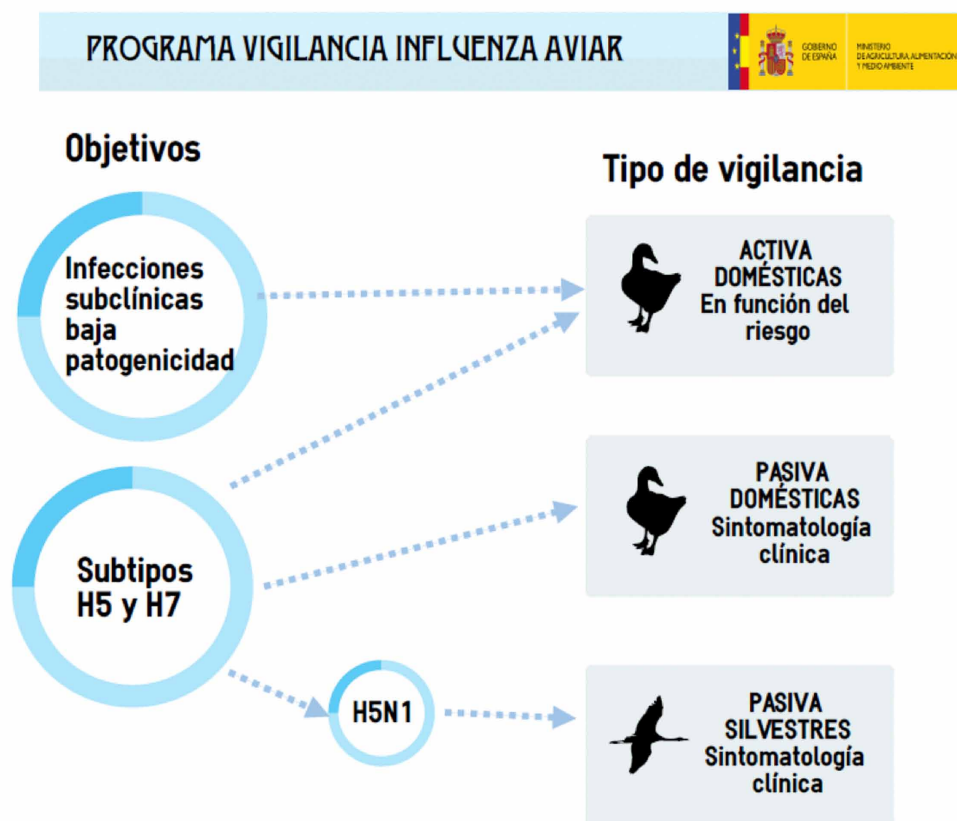 PROGRAMA VIGILANCIA INFLUENZA AVIAR
GOBIERNO
DE ESPAÑA
MINISTERIO
DE AGRICULTURA, ALIMENTACIÓN
Y MEDIO AMBIENTE
Objetivos
Tipo de vigilancia
Infecciones
subclínicas
baja
patogenicidad
ACTIVA
DOMÉSTICAS
En función del
riesgo
Subtipos
H5 y H7
PASIVA
DOMÉSTICAS
Sintomatología
clínica
H5N1
PASIVA
SILVESTRES
Sintomatología
clínica